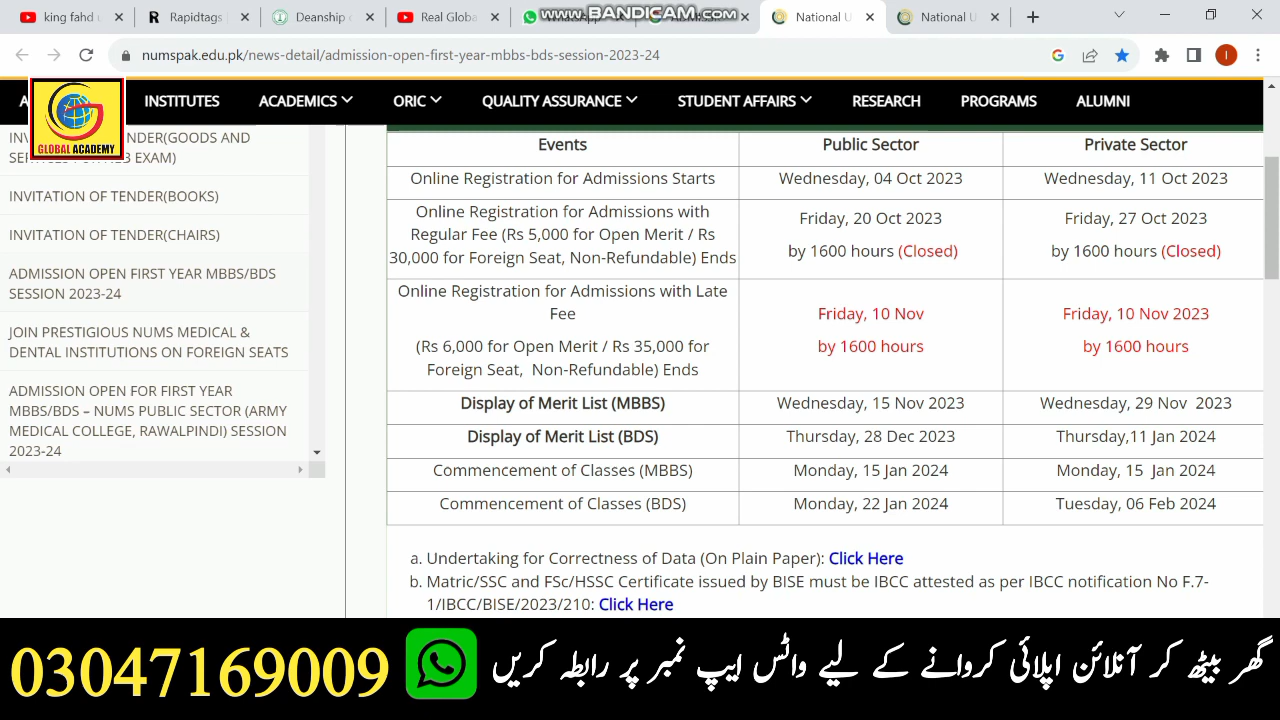 king fahd u
Rapidtags
Deanship o
Real Globa
www.BANDICAM.com
National U
National U
numspak.edu.pk/news-detail/admission-open-first-year-mbbs-bds-session-2023-24
INSTITUTES ACADEMICS ORIC QUALITY ASSURANCE STUDENT AFFAIRS RESEARCH PROGRAMS ALUMNI
GLOBAL ACADEMY
NDER(GOODS AND
EXAM)
INVITATION OF TENDER(BOOKS)
INVITATION OF TENDER(CHAIRS)
ADMISSION OPEN FIRST YEAR MBBS/BDS
SESSION 2023-24
JOIN PRESTIGIOUS NUMS MEDICAL &
DENTAL INSTITUTIONS ON FOREIGN SEATS
ADMISSION OPEN FOR FIRST YEAR
MBBS/BDS – NUMS PUBLIC SECTOR (ARMY
MEDICAL COLLEGE, RAWALPINDI) SESSION
2023-24
Events Public Sector Private Sector
Online Registration for Admissions Starts Wednesday, 04 Oct 2023 Wednesday, 11 Oct 2023
Online Registration for Admissions with
Regular Fee (Rs 5,000 for Open Merit / Rs
30,000 for Foreign Seat, Non-Refundable) Ends
Friday, 20 Oct 2023
by 1600 hours (Closed)
Friday, 27 Oct 2023
by 1600 hours (Closed)
Online Registration for Admissions with Late
Fee
(Rs 6,000 for Open Merit / Rs 35,000 for
Foreign Seat, Non-Refundable) Ends
Friday, 10 Nov
by 1600 hours
Friday, 10 Nov 2023
by 1600 hours
Display of Merit List (MBBS) Wednesday, 15 Nov 2023 Wednesday, 29 Nov 2023
Display of Merit List (BDS) Thursday, 28 Dec 2023 Thursday,11 Jan 2024
Commencement of Classes (MBBS) Monday, 15 Jan 2024 Monday, 15 Jan 2024
Commencement of Classes (BDS) Monday, 22 Jan 2024 Tuesday, 06 Feb 2024
a. Undertaking for Correctness of Data (On Plain Paper): Click Here
b. Matric/SSC and FSc/HSSC Certificate issued by BISE must be IBCC attested as per IBCC notification No F.7-
1/IBCC/BISE/2023/210: Click Here
گھر بیٹھ کر آنلائن اپلائی کروانے کے لیے واٹس ایپ نمبر پر رابطہ کریں
03047169009